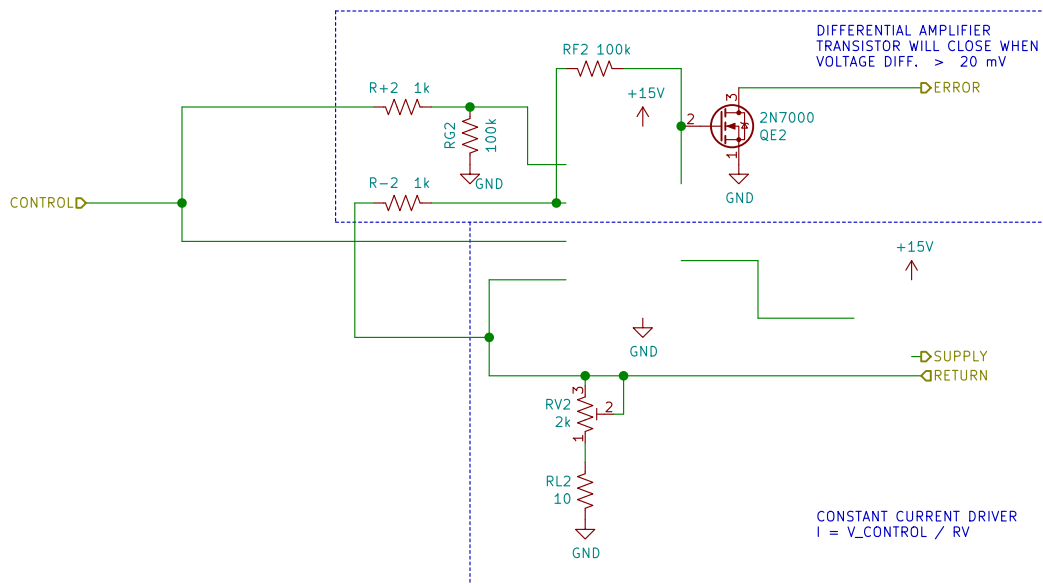 DIFFERENTIAL AMPLIFIER
TRANSISTOR WILL CLOSE WHEN
VOLTAGE DIFF. > 20 mV
RF2 100k
R+2 1k
+15V
3
ERROR
2
2N7000
QE2
RG2
100k
1
R-2 1k
GND
GND
CONTROL
+15V
GND
SUPPLY
RETURN
3
RV2
2k
2
1
RL2
10
CONSTANT CURRENT DRIVER
I = V_CONTROL / RV
GND